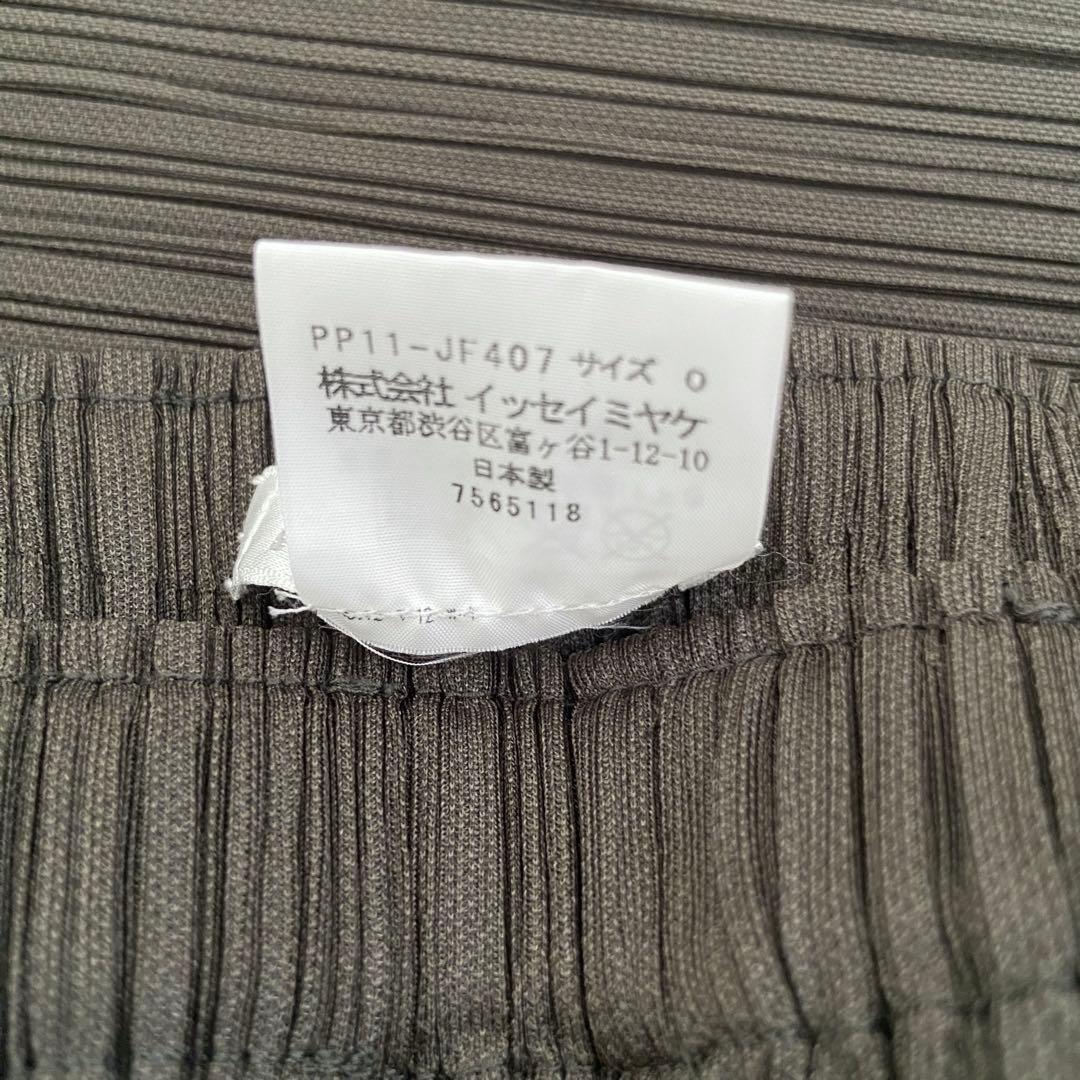 PP11-JF407 サイズ 0
株式会社 イッセイミヤケ
東京都渋谷区富ヶ谷1-12-10
日本製
7565118